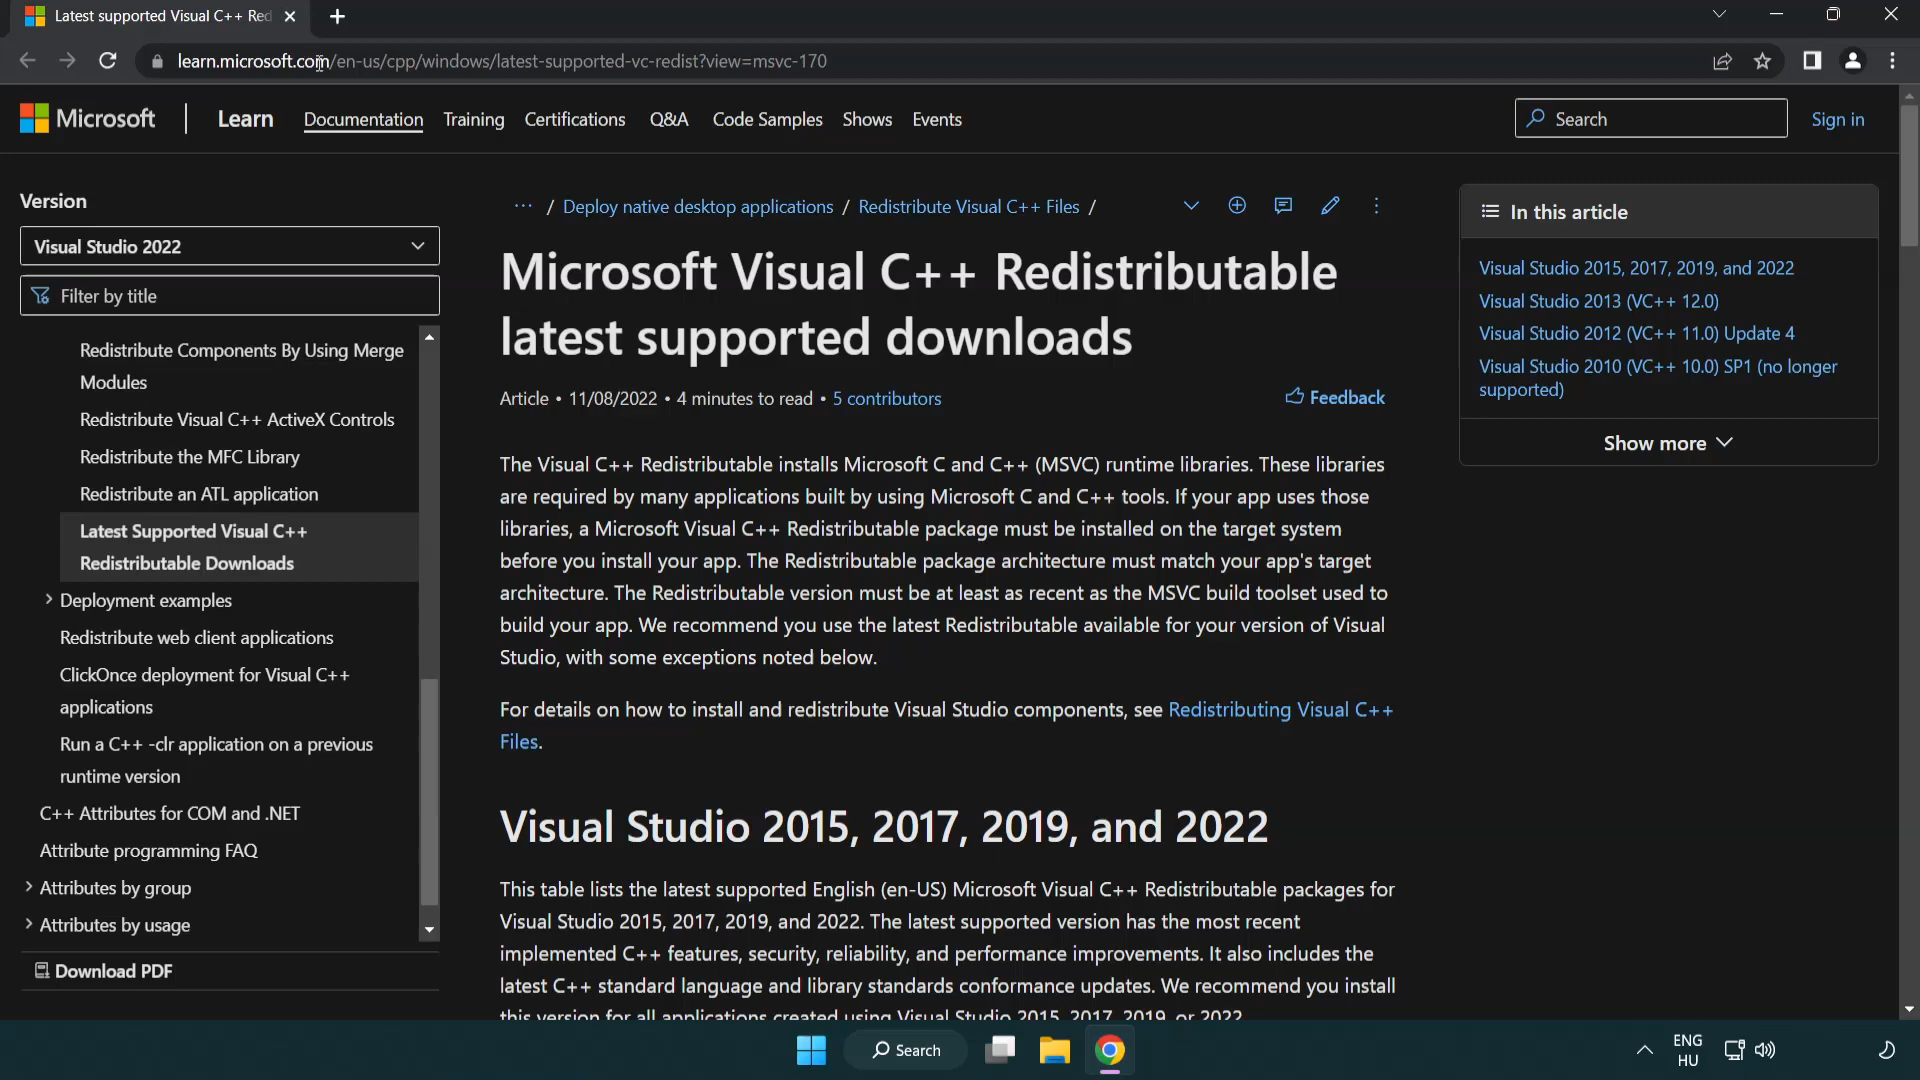 Latest supported Visual C++ Red
learn.microsoft.com/en-us/cpp/windows/latest-supported-vc-redist?view=msvc-170
Microsoft
Learn
Documentation
Training
Certifications
Q&A
Code Samples
Shows
Events
Search
Sign in
Version
Visual Studio 2022
Filter by title
Redistribute Components By Using Merge
Modules
Redistribute Visual C++ ActiveX Controls
Redistribute the MFC Library
Redistribute an ATL application
Latest Supported Visual C++
Redistributable Downloads
Deployment examples
Redistribute web client applications
ClickOnce deployment for Visual C++
applications
Run a C++ -clr application on a previous
runtime version
C++ Attributes for COM and .NET
Attribute programming FAQ
Attributes by group
Attributes by usage
Download PDF
··· / Deploy native desktop applications / Redistribute Visual C++ Files /
Microsoft Visual C++ Redistributable
latest supported downloads
Article • 11/08/2022 • 4 minutes to read • 5 contributors
Feedback
The Visual C++ Redistributable installs Microsoft C and C++ (MSVC) runtime libraries. These libraries
are required by many applications built by using Microsoft C and C++ tools. If your app uses those
libraries, a Microsoft Visual C++ Redistributable package must be installed on the target system
before you install your app. The Redistributable package architecture must match your app's target
architecture. The Redistributable version must be at least as recent as the MSVC build toolset used to
build your app. We recommend you use the latest Redistributable available for your version of Visual
Studio, with some exceptions noted below.
For details on how to install and redistribute Visual Studio components, see Redistributing Visual C++
Files.
Visual Studio 2015, 2017, 2019, and 2022
This table lists the latest supported English (en-US) Microsoft Visual C++ Redistributable packages for
Visual Studio 2015, 2017, 2019, and 2022. The latest supported version has the most recent
implemented C++ features, security, reliability, and performance improvements. It also includes the
latest C++ standard language and library standards conformance updates. We recommend you install
this version for all applications created using Visual Studio 2015, 2017, 2019, or 2022.
In this article
Visual Studio 2015, 2017, 2019, and 2022
Visual Studio 2013 (VC++ 12.0)
Visual Studio 2012 (VC++ 11.0) Update 4
Visual Studio 2010 (VC++ 10.0) SP1 (no longer
supported)
Show more
Search
ENG
HU